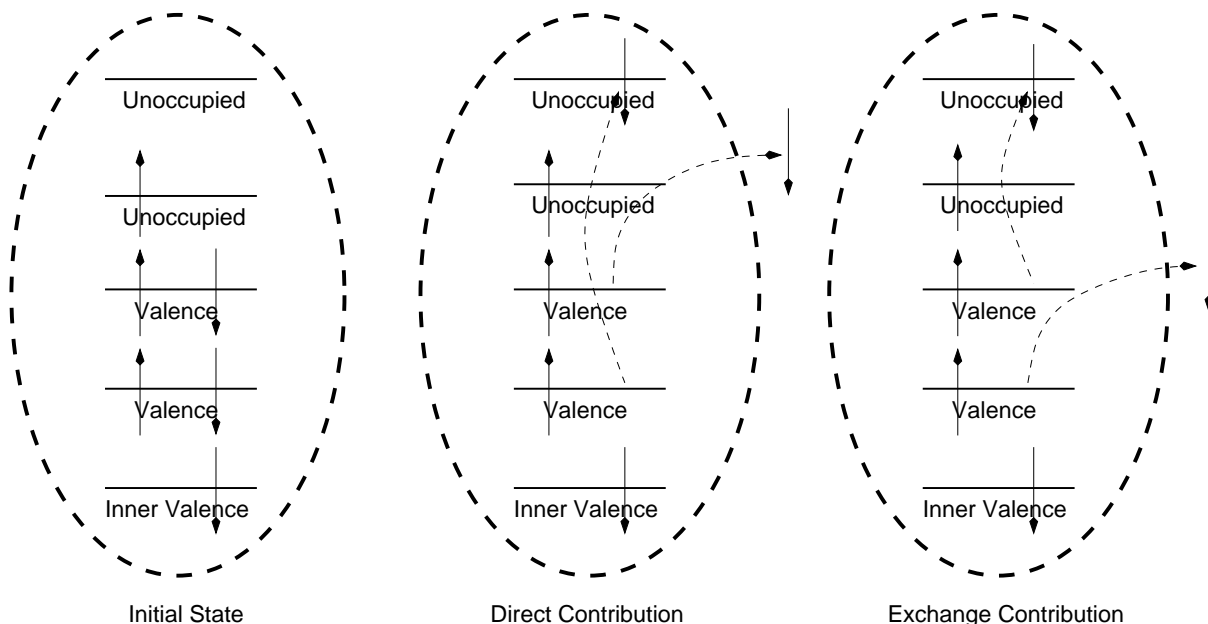 Unoccupied
Unoccupied
Valence
Valence
Inner Valence
Initial State
Unoccupied
Unoccupied
Valence
Valence
Inner Valence
Direct Contribution
Unoccupied
Unoccupied
Valence
Valence
Inner Valence
Exchange Contribution